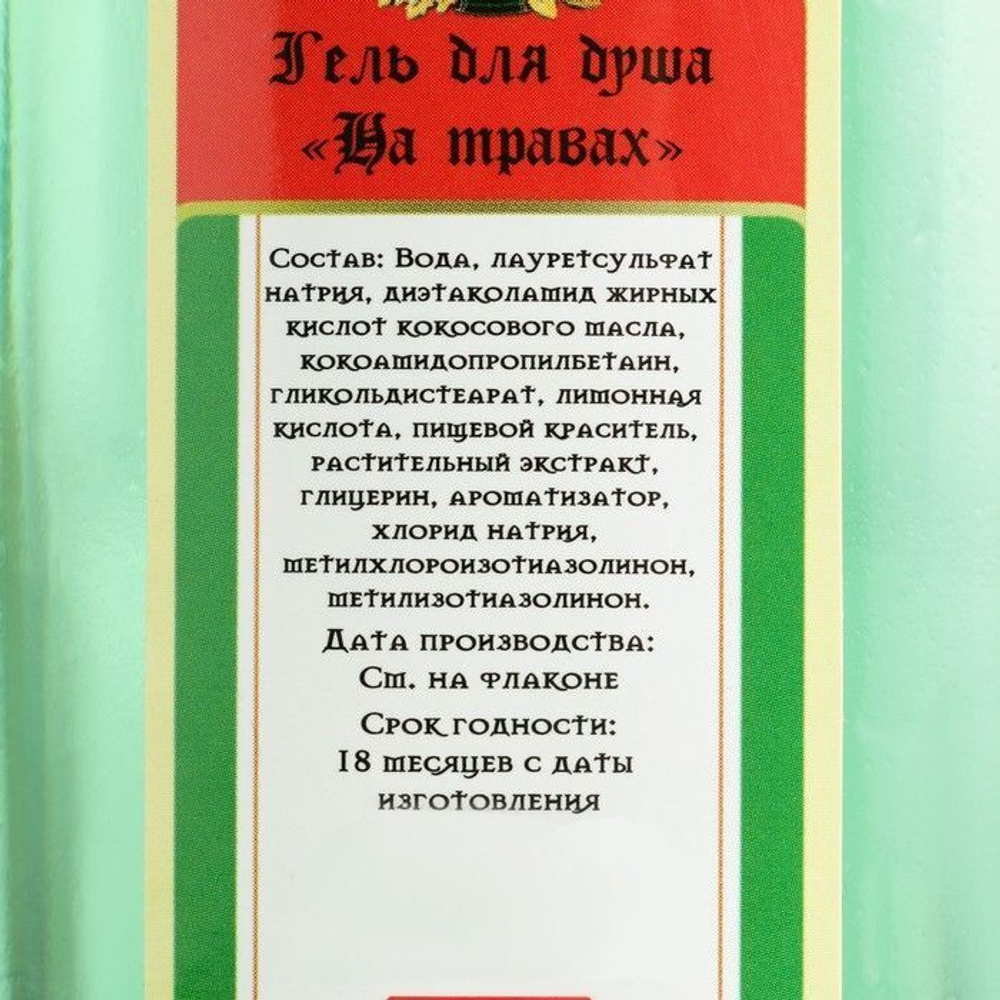 Гель для душа
«На травах»
Состав: Вода, лауретсульфат
натрия, диэтаколамид жирных
кислот кокосового масла,
кокоамидопропилбетаин,
гликольдистеарат, лимонная
кислота, пищевой краситель,
растительный экстракт,
глицерин, ароматизатор,
хлорид натрия,
метилхлороизотиазолинон,
метилизотиазолинон.
Дата производства:
См. на флаконе
Срок годности:
18 месяцев с даты
изготовления